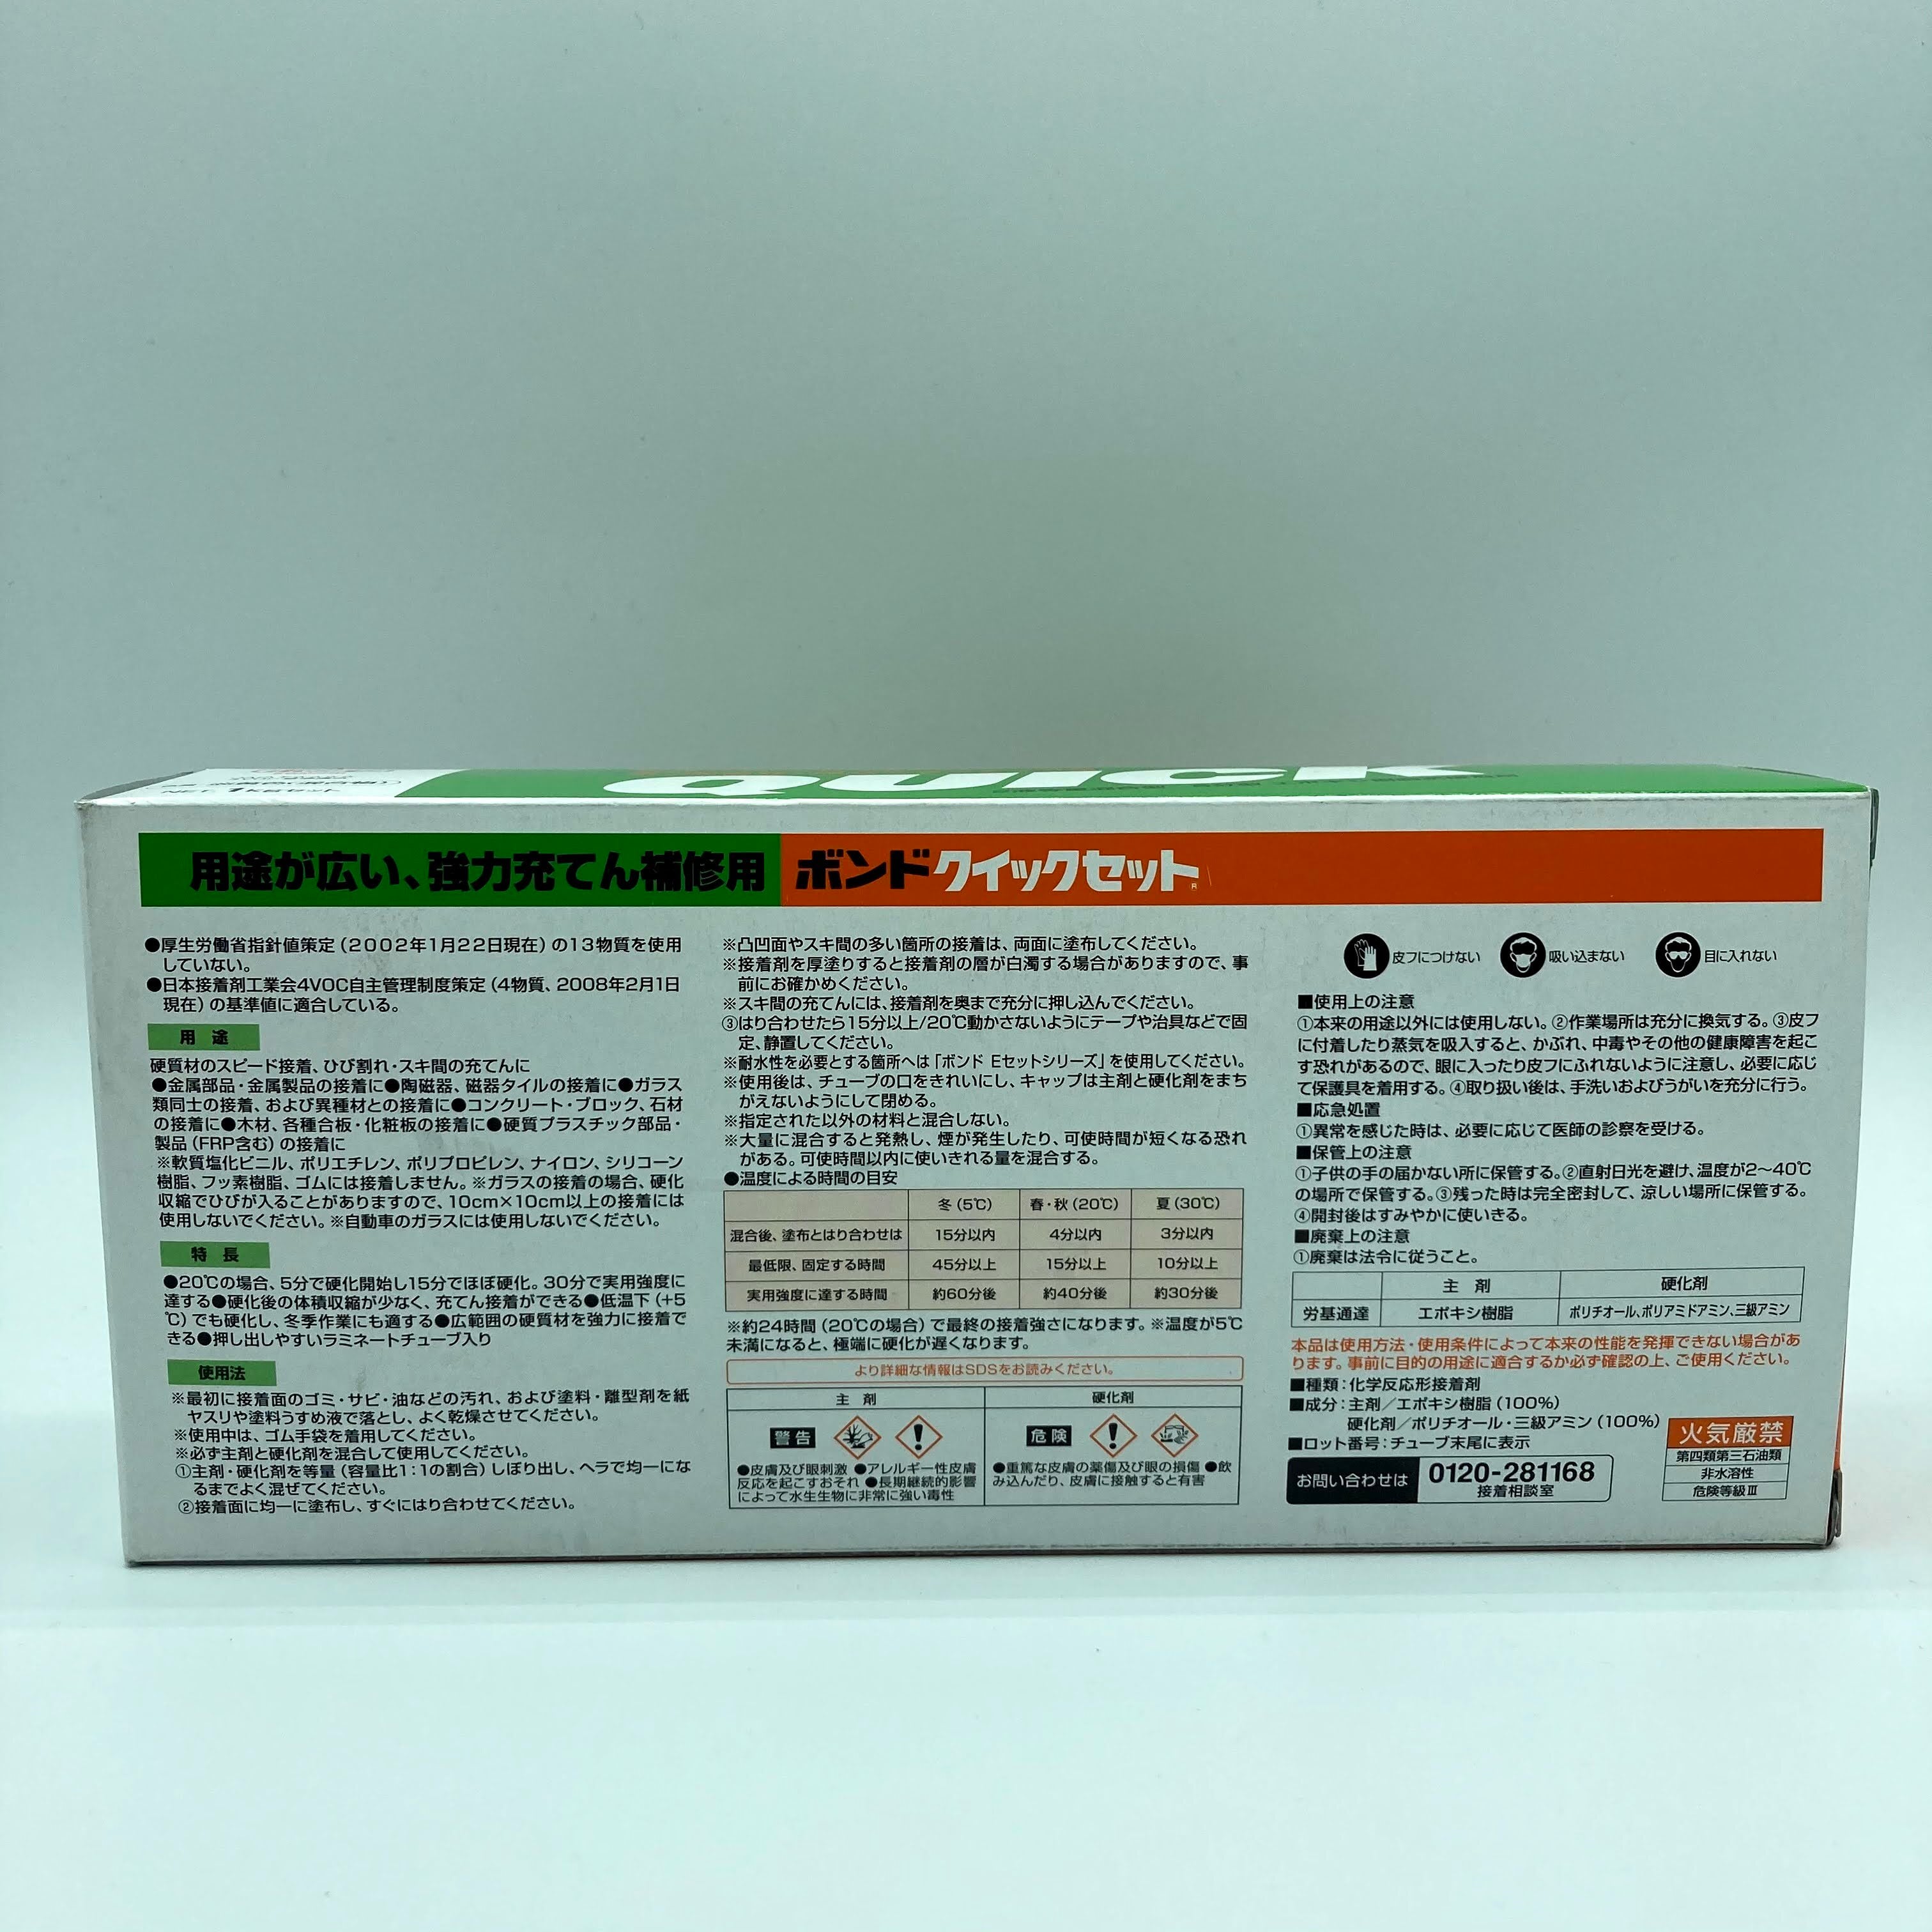 QUICK
NET 1kgセット
用途が広い、強力充てん補修用 ボンドクイックセット®
●厚生労働省指針値策定(2002年1月22日現在)の13物質を使用
していない。
●日本接着剤工業会4VOC自主管理制度策定(4物質、2008年2月1日
現在)の基準値に適合している。
用途
硬質材のスピード接着、ひび割れ・スキ間の充てんに
●金属部品・金属製品の接着に●陶磁器、磁器タイルの接着に●ガラス
類同士の接着、および異種材との接着に●コンクリート・ブロック、石材
の接着に●木材、各種合板・化粧板の接着に●硬質プラスチック部品・
製品(FRP含む)の接着に
※軟質塩化ビニル、ポリエチレン、ポリプロピレン、ナイロン、シリコーン
樹脂、フッ素樹脂、ゴムには接着しません。※ガラスの接着の場合、硬化
収縮でひびが入ることがありますので、10cm×10cm以上の接着には
使用しないでください。※自動車のガラスには使用しないでください。
特長
●20℃の場合、5分で硬化開始し15分でほぼ硬化。30分で実用強度に
達する●硬化後の体積収縮が少なく、充てん接着ができる●低温下(+5
℃)でも硬化し、冬季作業にも適する●広範囲の硬質材を強力に接着で
きる●押し出しやすいラミネートチューブ入り
使用法
※最初に接着面のゴミ・サビ・油などの汚れ、および塗料・離型剤を紙
ヤスリや塗料うすめ液で落とし、よく乾燥させてください。
※使用中は、ゴム手袋を着用してください。
※必ず主剤と硬化剤を混合して使用してください。
①主剤・硬化剤を等量(容量比1:1の割合)しぼり出し、ヘラで均一にな
るまでよく混ぜてください。
②接着面に均一に塗布し、すぐにはり合わせてください。
※凸凹面やスキ間の多い箇所の接着は、両面に塗布してください。
※接着剤を厚塗りすると接着剤の層が白濁する場合がありますので、事
前にお確かめください。
※スキ間の充てんには、接着剤を奥まで充分に押し込んでください。
③はり合わせたら15分以上/20℃動かさないようにテープや治具などで固
定、静置してください。
※耐水性を必要とする箇所へは「ボンド Eセットシリーズ」を使用してください。
※使用後は、チューブの口をきれいにし、キャップは主剤と硬化剤をまち
がえないようにして閉める。
※指定された以外の材料と混合しない。
※大量に混合すると発熱し、煙が発生したり、可使時間が短くなる恐れ
がある。可使時間以内に使いきれる量を混合する。
●温度による時間の目安
冬(5℃) 春・秋(20℃) 夏(30℃)
混合後、塗布とはり合わせは 15分以内 4分以内 3分以内
最低限、固定する時間 45分以上 15分以上 10分以上
実用強度に達する時間 約60分後 約40分後 約30分後
※約24時間(20℃の場合)で最終の接着強さになります。※温度が5℃
未満になると、極端に硬化が遅くなります。
より詳細な情報はSDSをお読みください。
主剤 硬化剤
警告 危険
●皮膚及び眼刺激 ●アレルギー性皮膚
反応を起こすおそれ ●長期継続的影響
によって水生生物に非常に強い毒性
●重篤な皮膚の薬傷及び眼の損傷 ●飲
み込んだり、皮膚に接触すると有害
皮フにつけない 吸い込まない 目に入れない
■使用上の注意
①本来の用途以外には使用しない。②作業場所は充分に換気する。③皮フ
に付着したり蒸気を吸入すると、かぶれ、中毒やその他の健康障害を起こ
す恐れがあるので、眼に入ったり皮フにふれないように注意し、必要に応じ
て保護具を着用する。④取り扱い後は、手洗いおよびうがいを充分に行う。
■応急処置
①異常を感じた時は、必要に応じて医師の診察を受ける。
■保管上の注意
①子供の手の届かない所に保管する。②直射日光を避け、温度が2〜40℃
の場所で保管する。③残った時は完全密封して、涼しい場所に保管する。
④開封後はすみやかに使いきる。
■廃棄上の注意
①廃棄は法令に従うこと。
主剤 硬化剤
労基通達 エポキシ樹脂 ポリチオール、ポリアミドアミン、三級アミン
本品は使用方法・使用条件によって本来の性能を発揮できない場合があ
ります。事前に目的の用途に適合するか必ず確認の上、ご使用ください。
■種類:化学反応形接着剤
■成分:主剤/エポキシ樹脂(100%)
硬化剤/ポリチオール・三級アミン(100%)
■ロット番号:チューブ末尾に表示
お問い合わせは 0120-281168
接着相談室
火気厳禁
第四類第三石油類
非水溶性
危険等級Ⅲ